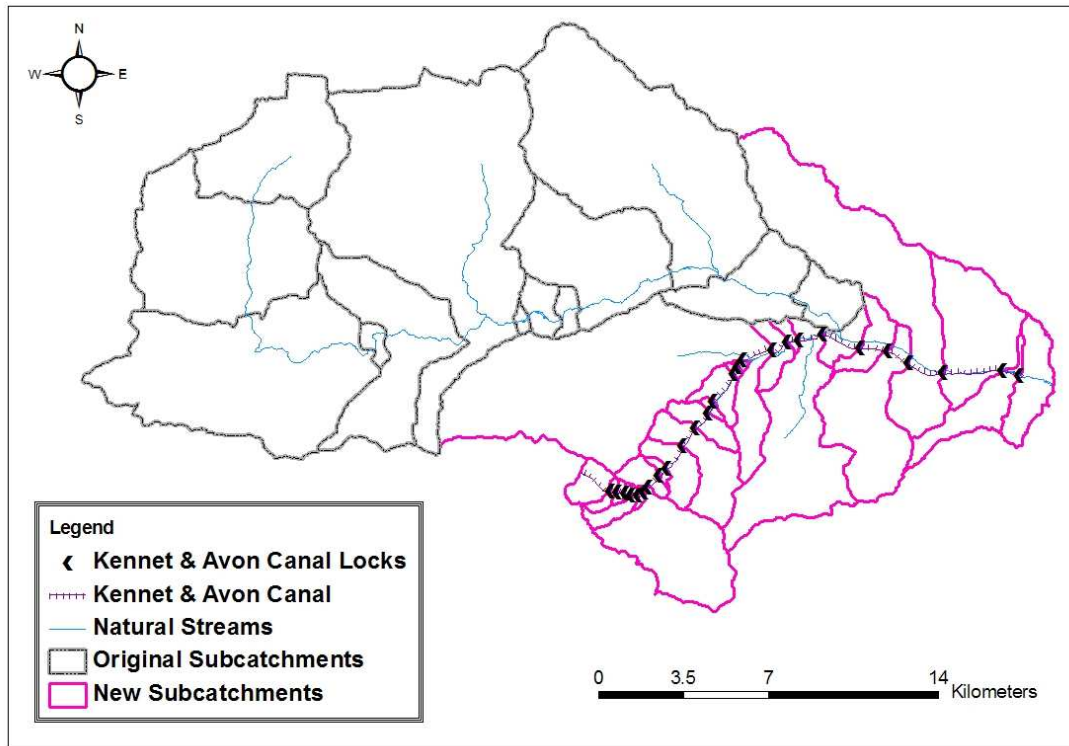 N
W E
S
Legend
Kennet & Avon Canal Locks
Kennet & Avon Canal
Natural Streams
Original Subcatchments
New Subcatchments
0 3.5 7 14
Kilometers